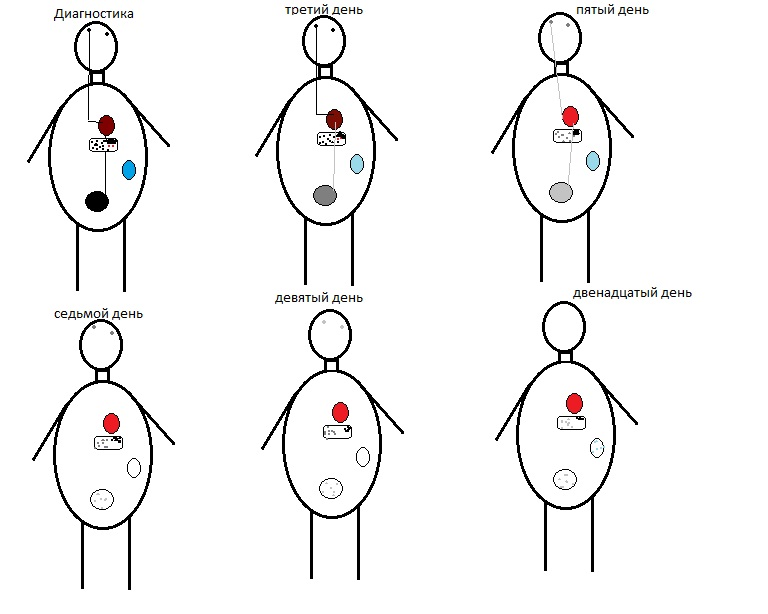 Диагностика
третий день
пятый день
седьмой день
девятый день
двенадцатый день